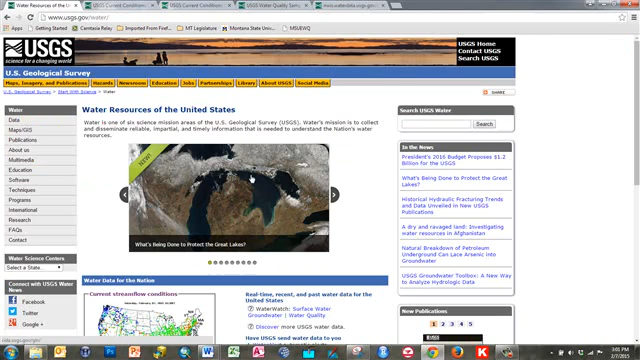 Water Resources of the Un
Camtasia
USGS Current Condition
USGS Current Condition
USGS Water Quality Sam
nwis.waterdata.usgs.gov/
www.usgs.gov/water/
Apps
Getting Started
Imported From Firef
MT Legislature
Montana State Univ
MSUEWQ
USGS
science for a changing world
USGS Home
Contact USGS
Search USGS
U.S. Geological Survey
Maps, Imagery, and Publications
Hazards
Newsroom
Education
Jobs
Partnerships
Library
About USGS
Social Media
U.S. Geological Survey > Start With Science > Water
SHARE
Water
Data
Maps/GIS
Publications
About us
Multimedia
Education
Software
Techniques
Programs
International
Research
FAQs
Contact
Water Science Centers
Select a State...
Connect with USGS Water
News
Facebook
Twitter
Google +
Water Resources of the United States
Water is one of six science mission areas of the U.S. Geological Survey (USGS). Water's mission is to collect
and disseminate reliable, impartial, and timely information that is needed to understand the Nation's water
resources.
NEW!
What's Being Done to Protect the Great Lakes?
Water Data for the Nation
Current streamflow conditions
Real-time, recent, and past water data for the
United States
WaterWatch: Surface Water
Groundwater | Water Quality
Discover more USGS water data.
Have USGS send water data to you
Search USGS Water
Search
In the News
President's 2016 Budget Proposes $1.2
Billion for the USGS
What's Being Done to Protect the Great
Lakes?
Historical Hydraulic Fracturing Trends
and Data Unveiled in New USGS
Publications
A dry and ravaged land: Investigating
water resources in Afghanistan
Natural Breakdown of Petroleum
Underground Can Lace Arsenic into
Groundwater
USGS Groundwater Toolbox: A New Way
to Analyze Hydrologic Data
New Publications
1 2 3 4 5
3:01 PM
2/7/2015